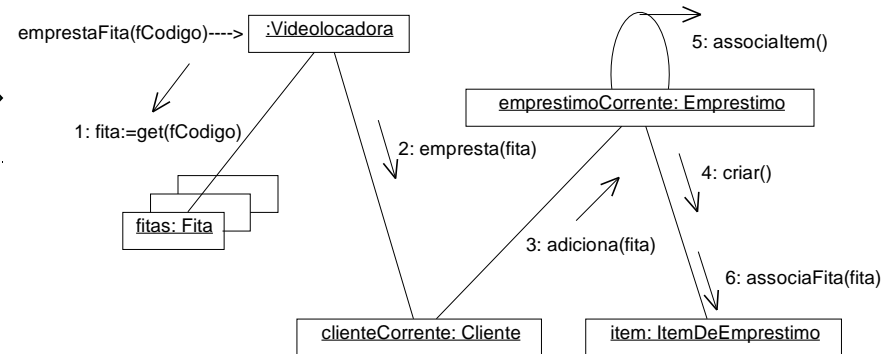 emprestaFita(fCodigo)---->
:Videolocadora
5: associaItem()
emprestimoCorrente: Emprestimo
1: fita:=get(fCodigo)
2: empresta(fita)
4: criar()
fitas: Fita
3: adiciona(fita)
6: associaFita(fita)
clienteCorrente: Cliente
item: ItemDeEmprestimo